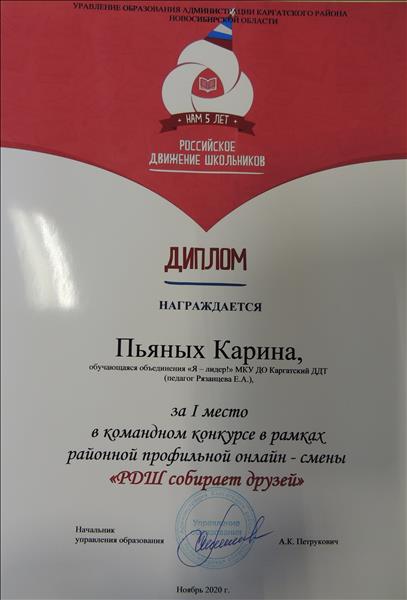 УПРАВЛЕНИЕ ОБРАЗОВАНИЯ АДМИНИСТРАЦИИ КАРГАТСКОГО РАЙОНА
НОВОСИБИРСКОЙ ОБЛАСТИ
НАМ 5 ЛЕТ
РОССИЙСКОЕ
ДВИЖЕНИЕ ШКОЛЬНИКОВ
ДИПЛОМ
НАГРАЖДАЕТСЯ
Пьяных Карина,
обучающаяся объединения «Я – лидер!» МКУ ДО Каргатский ДДТ
(педагог Рязанцева Е.А.),
за I место
в командном конкурсе в рамках
районной профильной онлайн - смены
«РДШ собирает друзей»
Управление
образования
Начальник
управления образования
А.К. Петрукович
Ноябрь 2020 г.